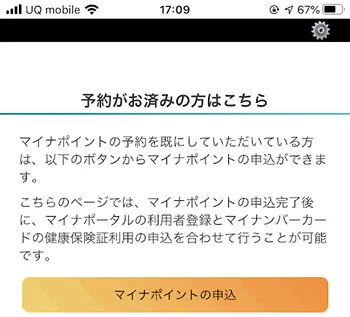 UQ mobile 17:09 67%
予約がお済みの方はこちら
マイナポイントの予約を既にしていただいている方
は、以下のボタンからマイナポイントの申込ができま
す。
こちらのページでは、マイナポイントの申込完了後
に、マイナポータルの利用者登録とマイナンバーカー
ドの健康保険証利用の申込を合わせて行うことが可能
です。
マイナポイントの申込